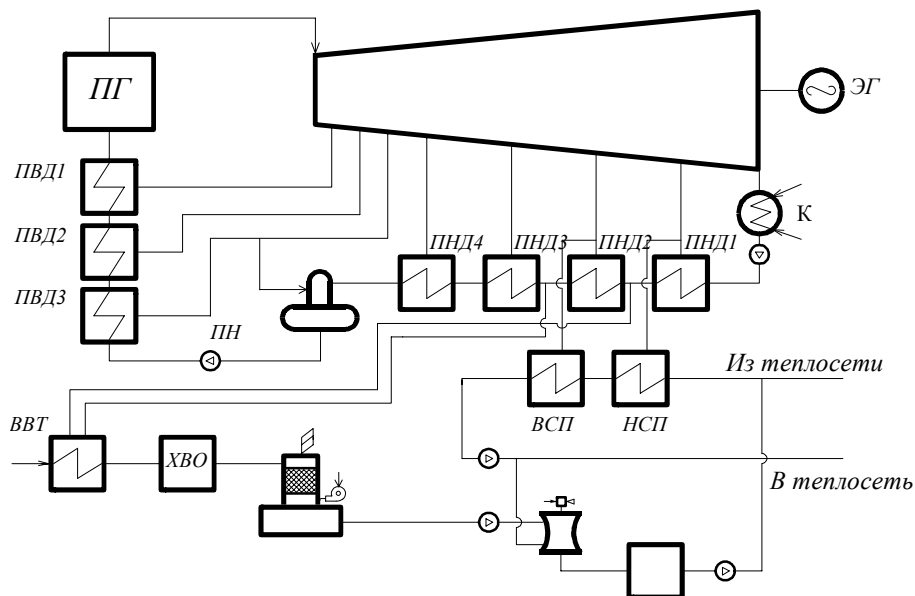 ПГ
ЭГ
ПВД1
К
ПНД4
ПНД3
ПНД2
ПНД1
ПВД2
ПВД3
ПН
Из теплосети
ВВТ
ВСП
НСП
ХВО
В теплосеть